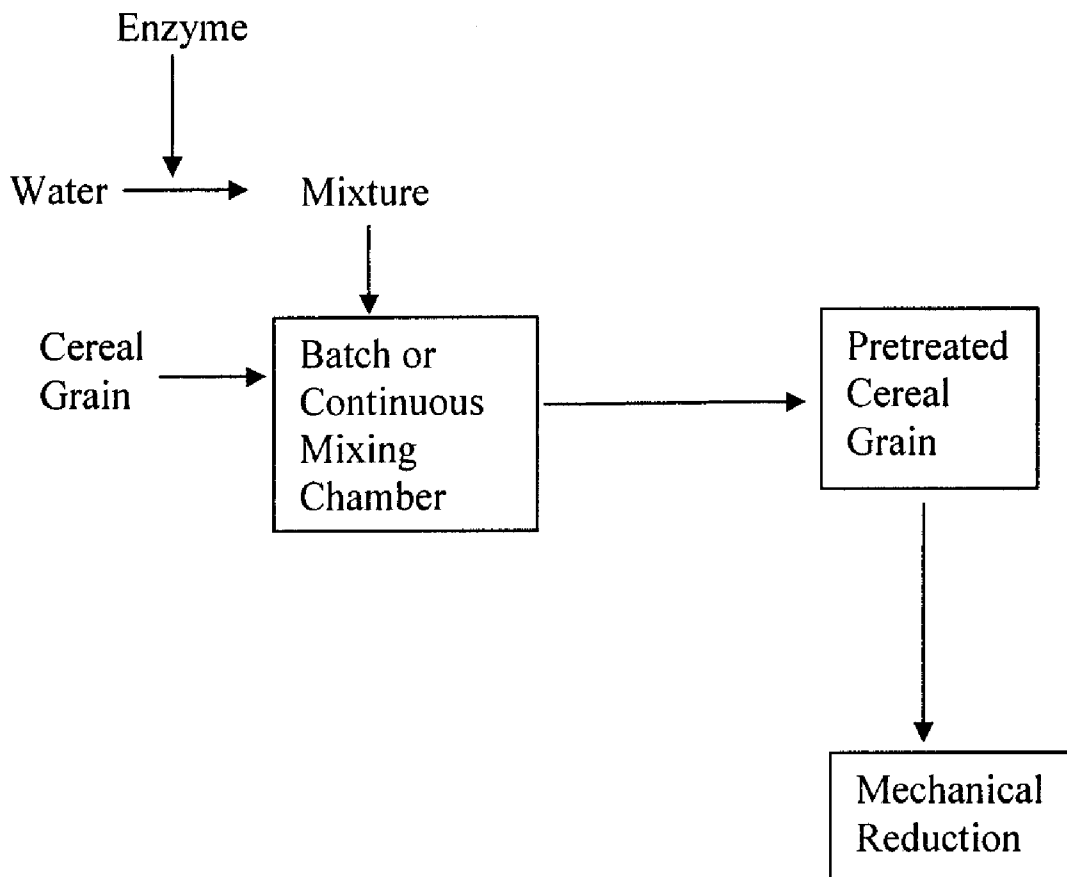 Enzyme
Water
Mixture
Cereal
Grain
Batch or
Continuous
Mixing
Chamber
Pretreated
Cereal
Grain
Mechanical
Reduction